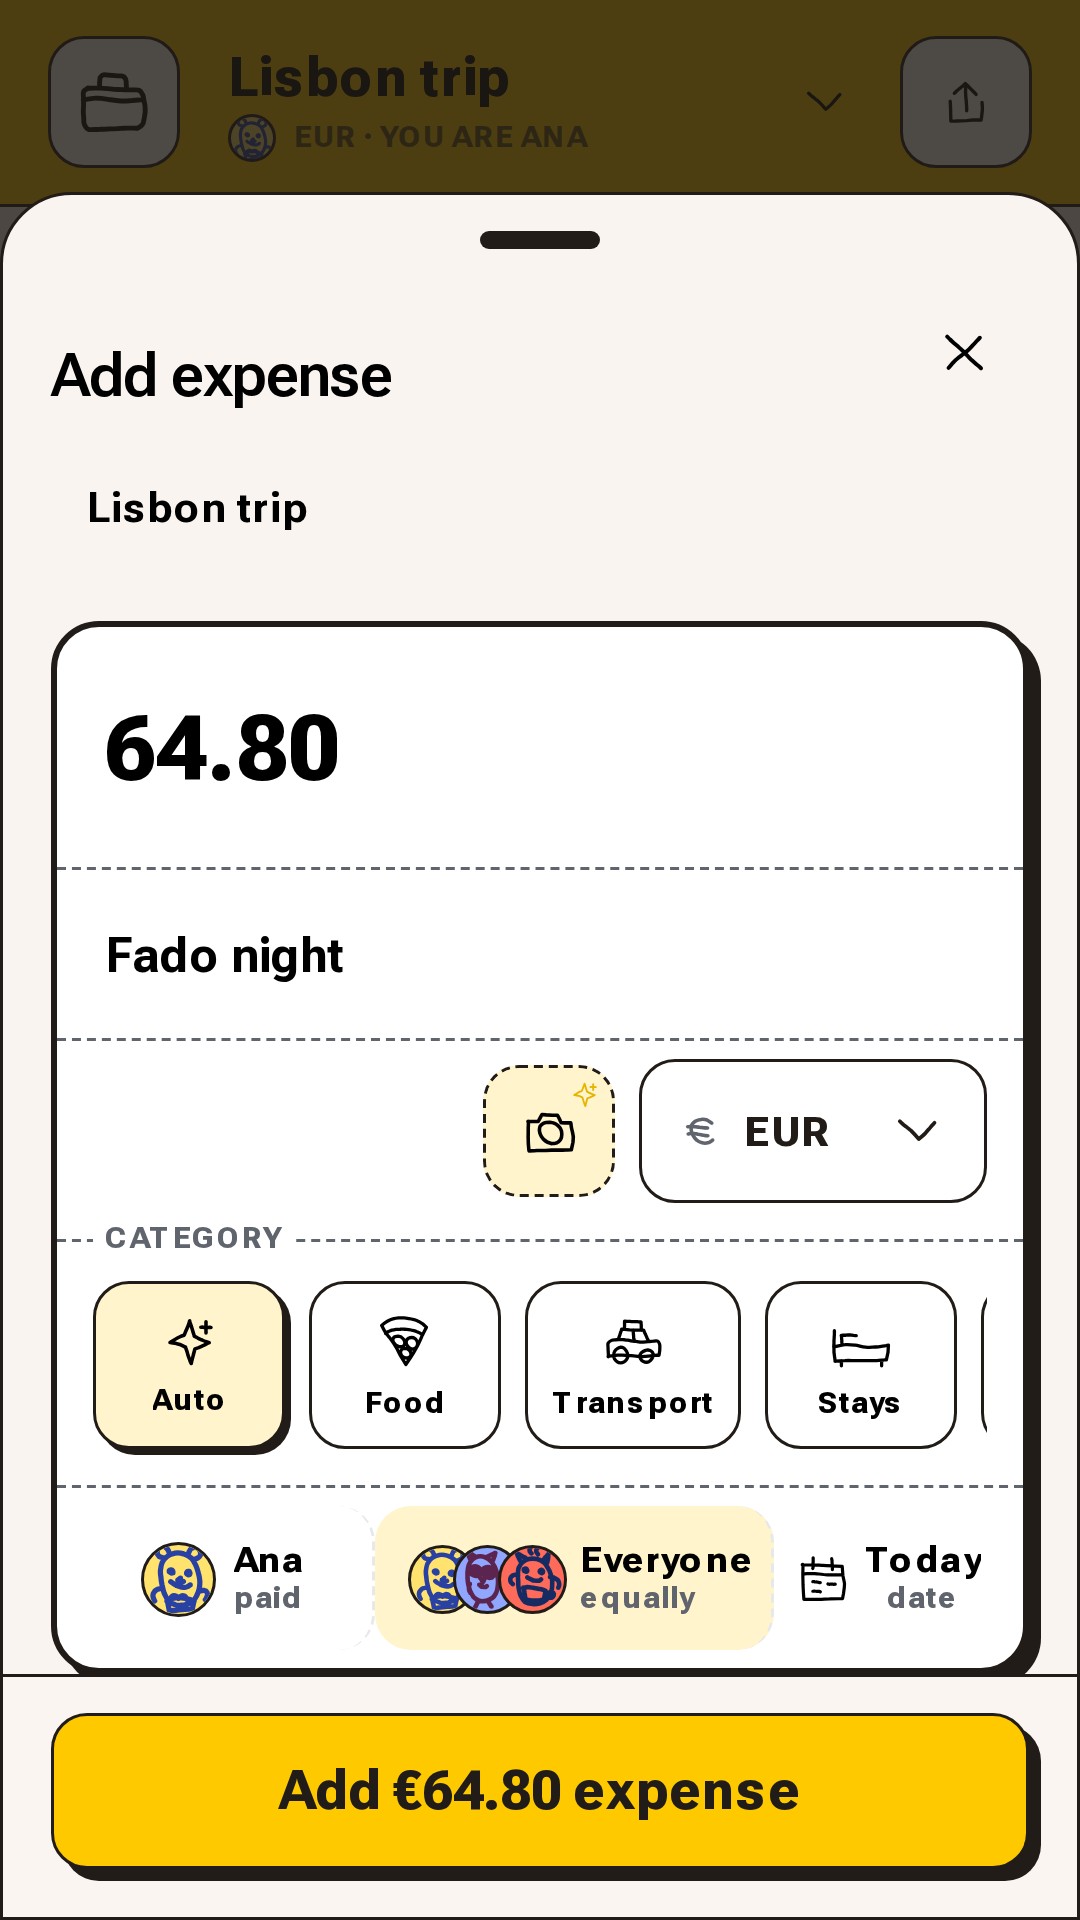 Lisbon trip
EUR · YOU ARE ANA
Add expense
Lisbon trip
64.80
Fado night
€ EUR
CATEGORY
Auto
Food
Transport
Stays
Ana
paid
Everyone
equally
Today
date
Add €64.80 expense